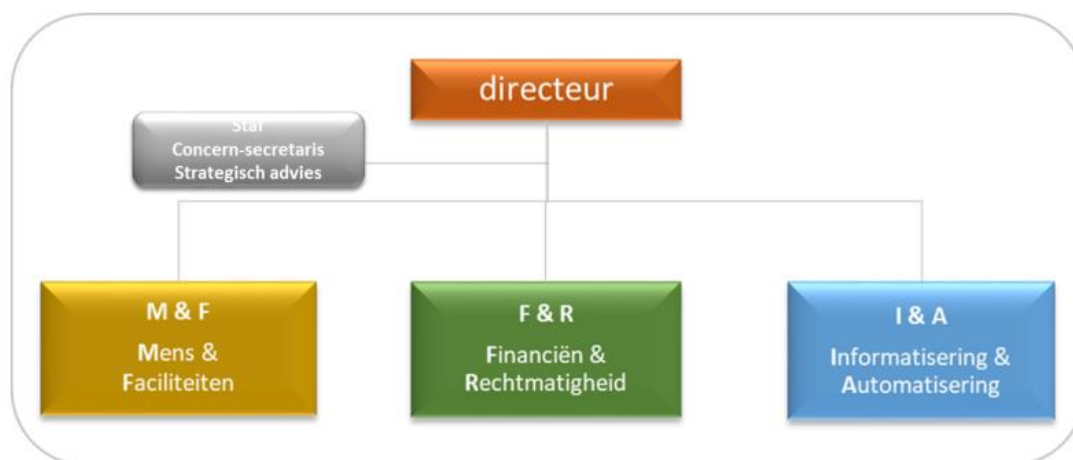 directeur
Staf
Concern-secretaris
Strategisch advies
M & F
Mens &
Faciliteiten
F & R
Financiën &
Rechtmatigheid
I & A
Informatisering &
Automatisering